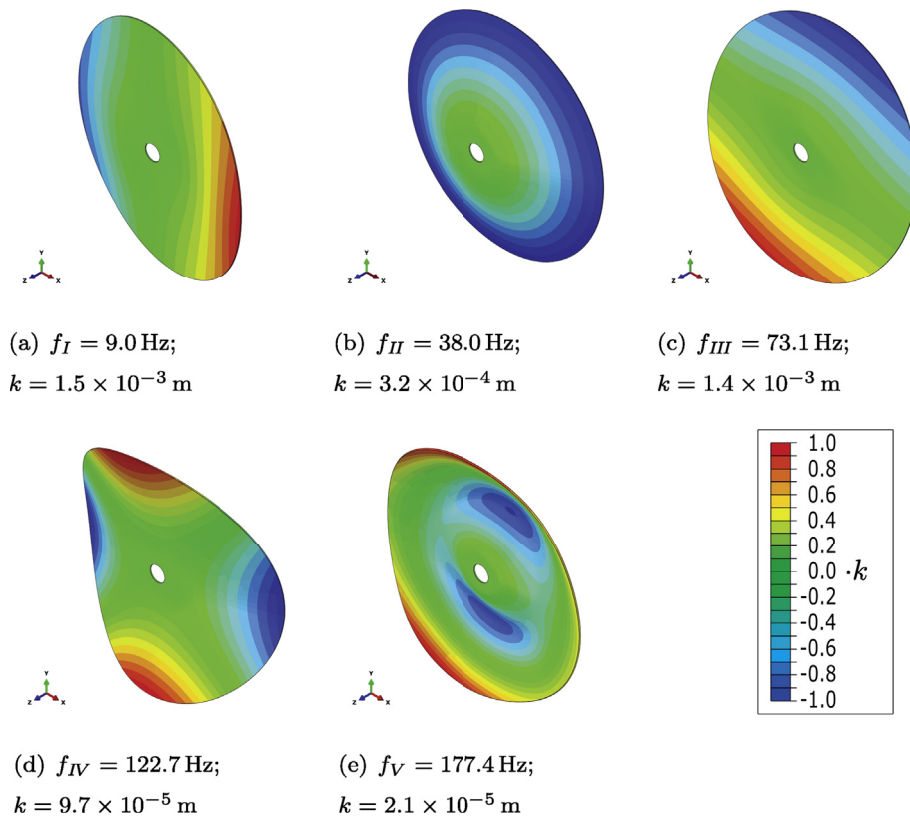 Y
Z X
Y
Z X
Y
Z X
(a) f_I = 9.0 Hz;
k = 1.5 × 10⁻³ m
(b) f_II = 38.0 Hz;
k = 3.2 × 10⁻⁴ m
(c) f_III = 73.1 Hz;
k = 1.4 × 10⁻³ m
Y
Z X
Y
Z X
1.0
0.8
0.6
0.4
0.2
0.0 ·k
-0.2
-0.4
-0.6
-0.8
-1.0
(d) f_IV = 122.7 Hz;
k = 9.7 × 10⁻⁵ m
(e) f_V = 177.4 Hz;
k = 2.1 × 10⁻⁵ m